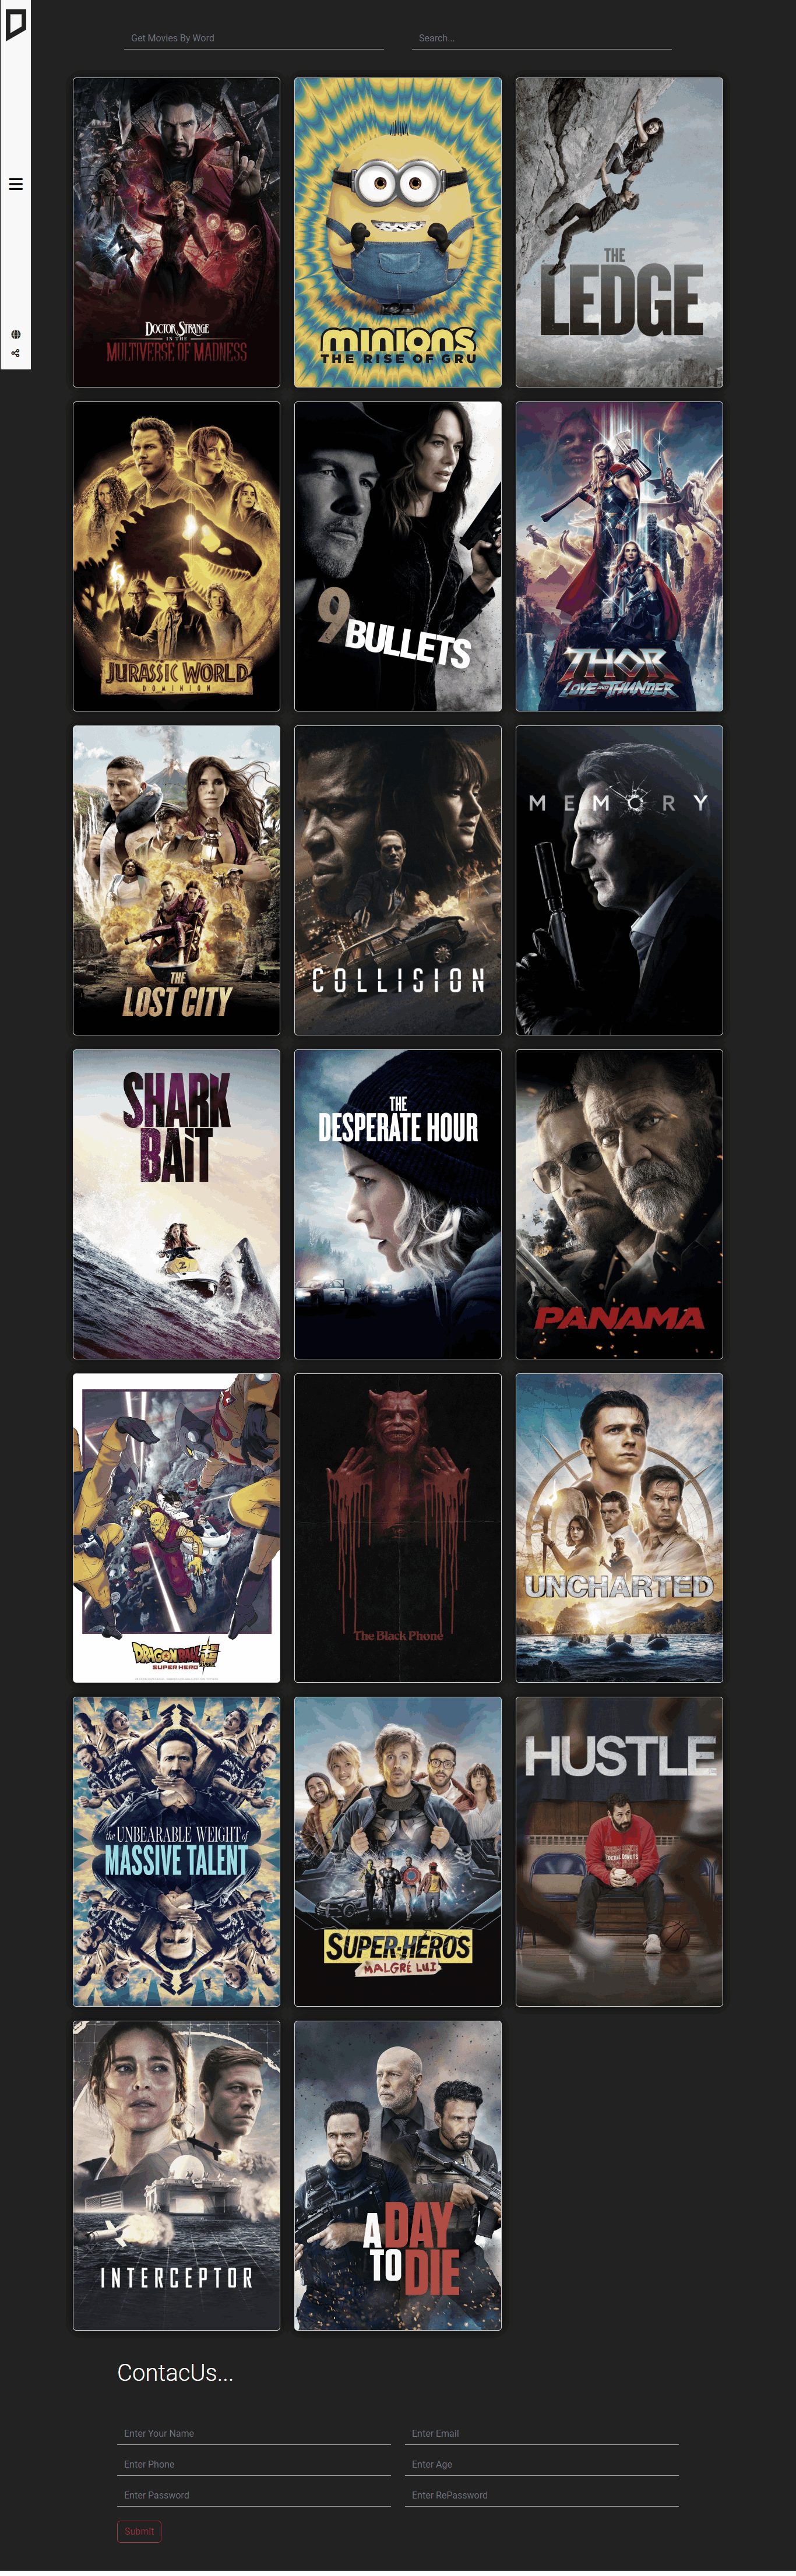 Get Movies By Word
Search...
DOCTOR STRANGE
IN THE
MULTIVERSE OF MADNESS
minions
THE RISE OF GRU
THE
LEDGE
JURASSIC WORLD
DOMINION
9
BULLETS
THOR
LOVE AND THUNDER
THE
LOST CITY
COLLISION
MEMORY
SHARK
BAIT
THE
DESPERATE HOUR
PANAMA
DRAGONBALL
SUPER HERO
The Black Phone
UNCHARTED
the UNBEARABLE WEIGHT of
MASSIVE TALENT
SUPER-HÉROS
MALGRÉ LUI
HUSTLE
INTERCEPTOR
A DAY
TO DIE
ContacUs...
Enter Your Name
Enter Email
Enter Phone
Enter Age
Enter Password
Enter RePassword
Submit